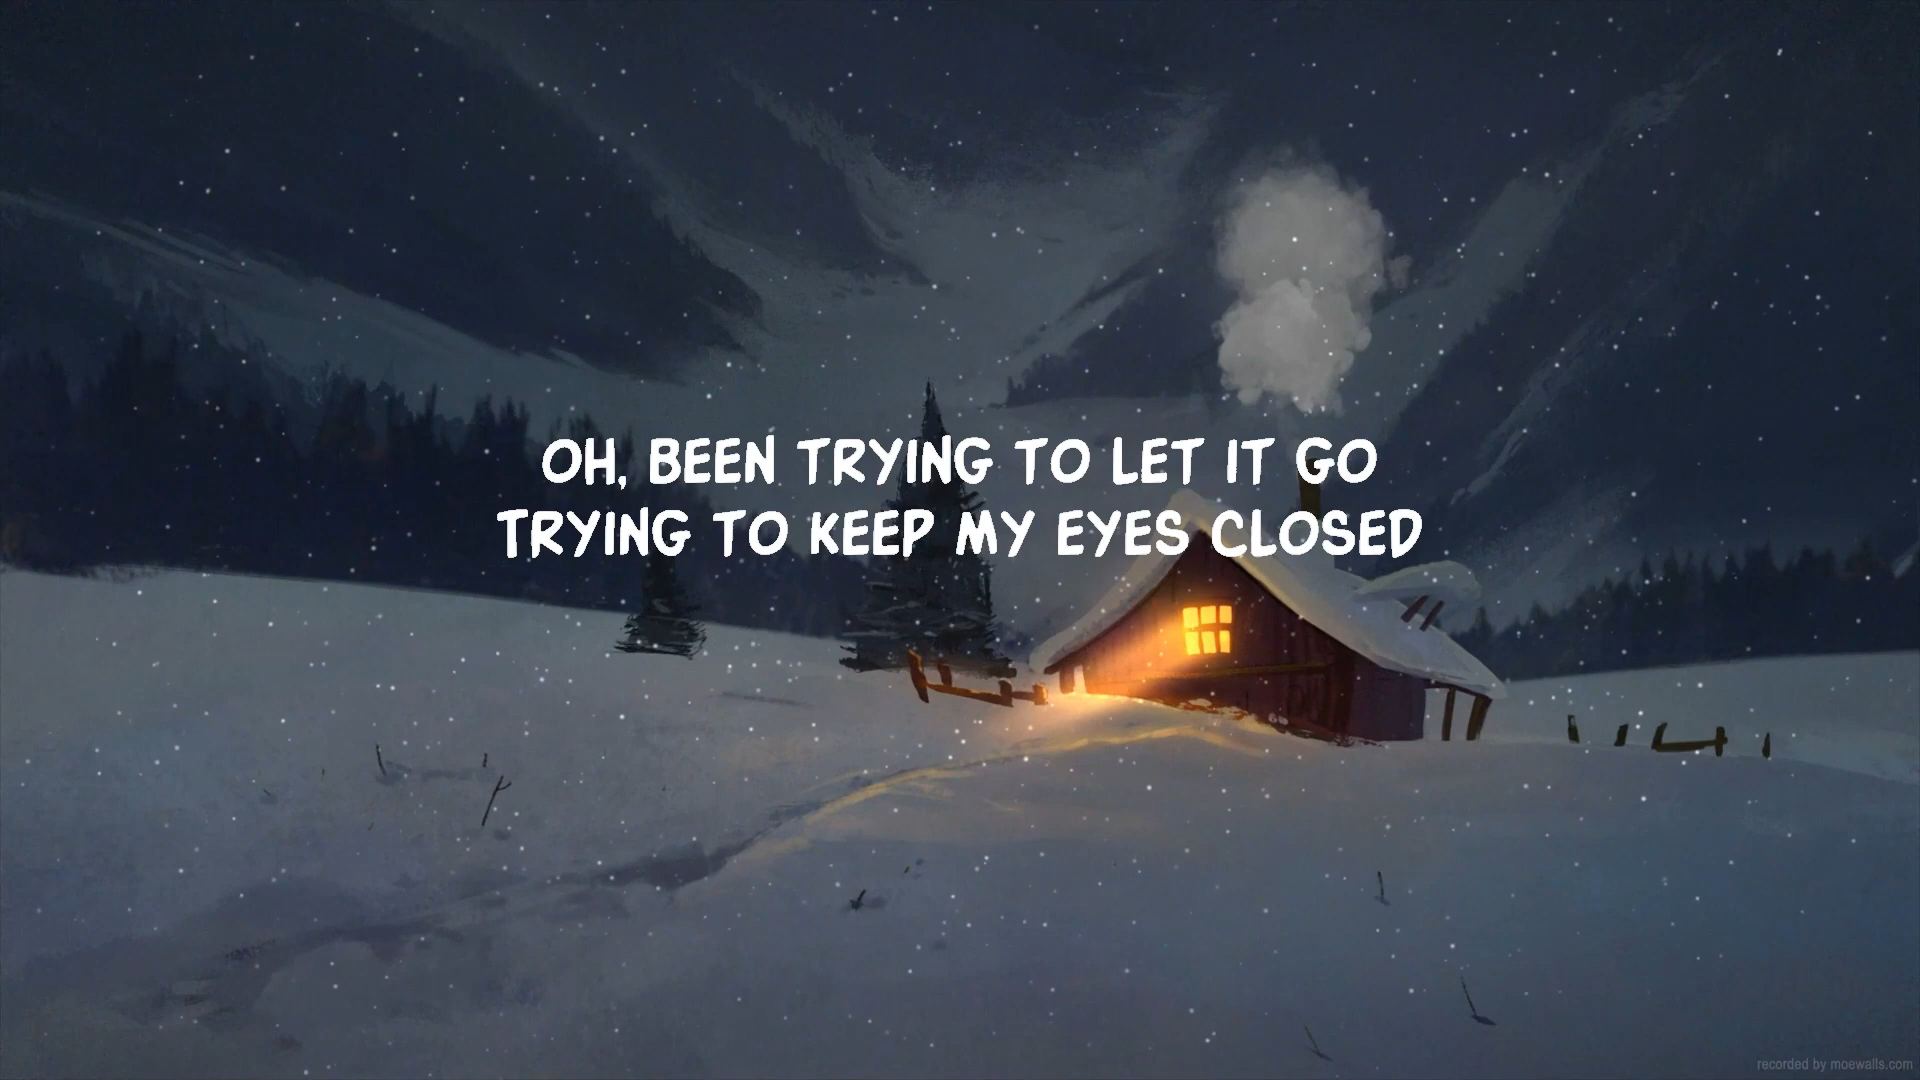 OH, BEEN TRYING TO LET IT GO
TRYING TO KEEP MY EYES CLOSED
recorded by moewalls.com